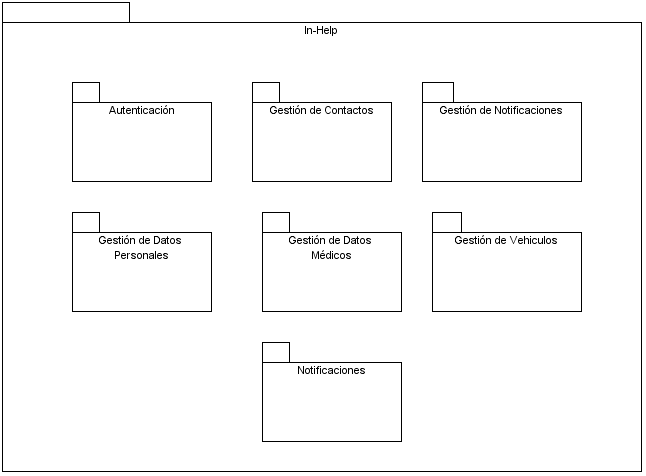 In-Help
Autenticación
Gestión de Contactos
Gestión de Notificaciones
Gestión de Datos
Personales
Gestión de Datos
Médicos
Gestión de Vehiculos
Notificaciones